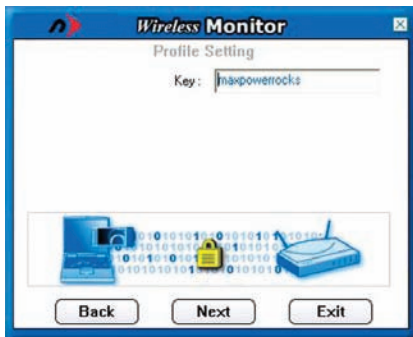 Wireless Monitor
Profile Setting
Key: maxpowerrocks
Back Next Exit